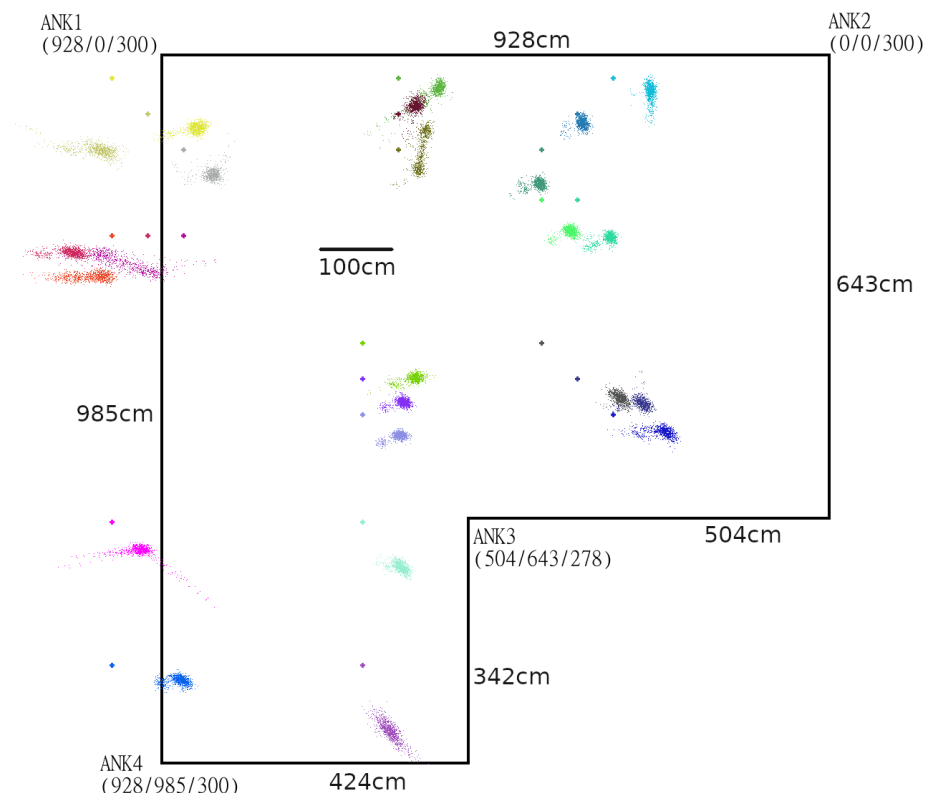 ANK1
(928/0/300)
928cm
ANK2
(0/0/300)
100cm
643cm
985cm
ANK3
(504/643/278)
504cm
342cm
ANK4
(928/985/300)
424cm